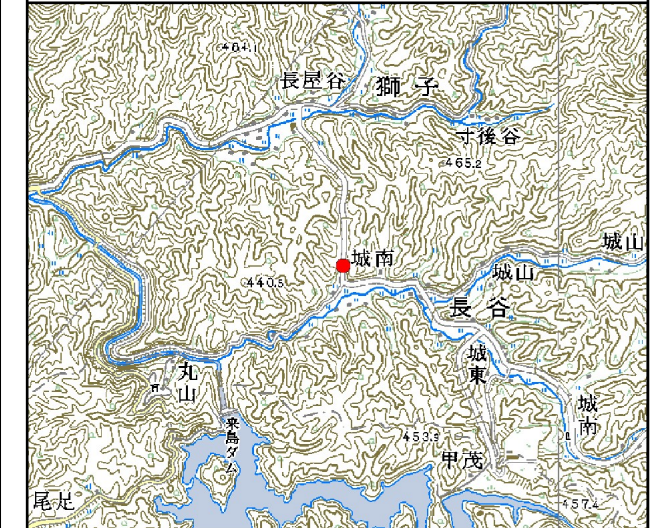 464.1
長屋谷
獅子
寸後谷
465.2
城山
城南
城山
440.5
長谷
丸山
城東
城南
来島ダム
453.9
甲茂
尾足
457.4